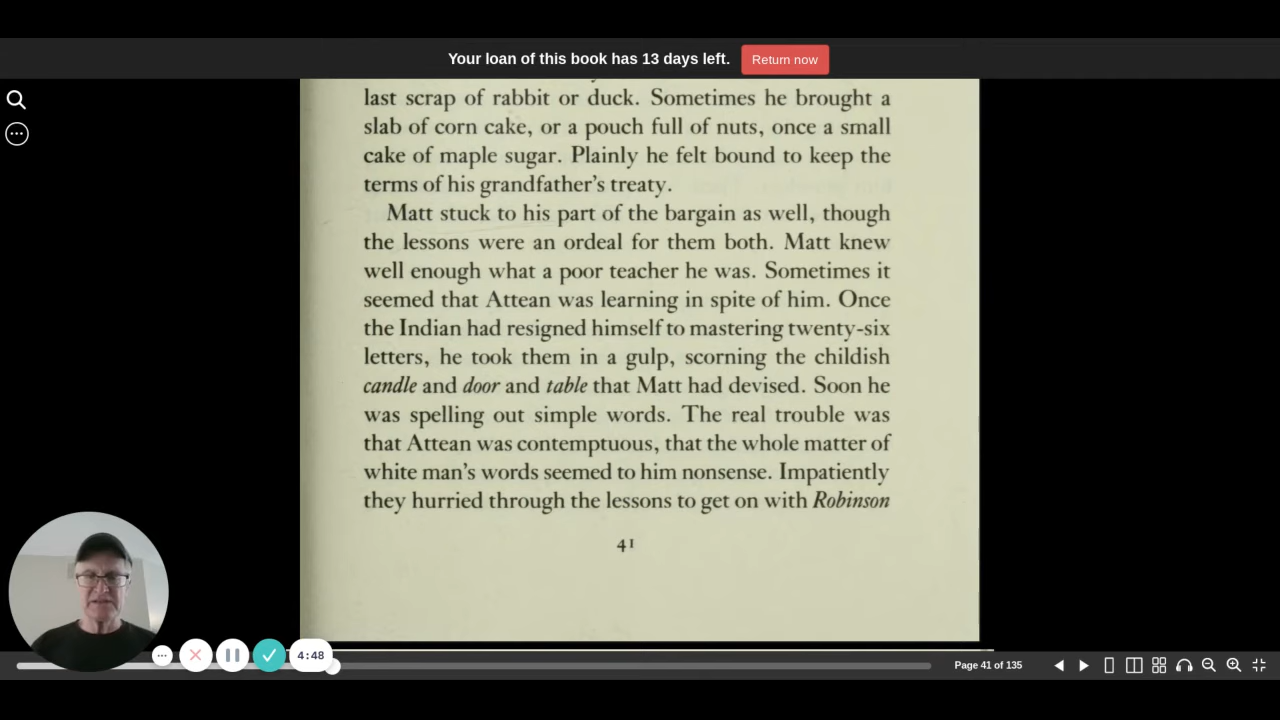 Your loan of this book has 13 days left. Return now
last scrap of rabbit or duck. Sometimes he brought a
slab of corn cake, or a pouch full of nuts, once a small
cake of maple sugar. Plainly he felt bound to keep the
terms of his grandfather's treaty.
Matt stuck to his part of the bargain as well, though
the lessons were an ordeal for them both. Matt knew
well enough what a poor teacher he was. Sometimes it
seemed that Attean was learning in spite of him. Once
the Indian had resigned himself to mastering twenty-six
letters, he took them in a gulp, scorning the childish
candle and door and table that Matt had devised. Soon he
was spelling out simple words. The real trouble was
that Attean was contemptuous, that the whole matter of
white man's words seemed to him nonsense. Impatiently
they hurried through the lessons to get on with Robinson
41
4:48
Page 41 of 135